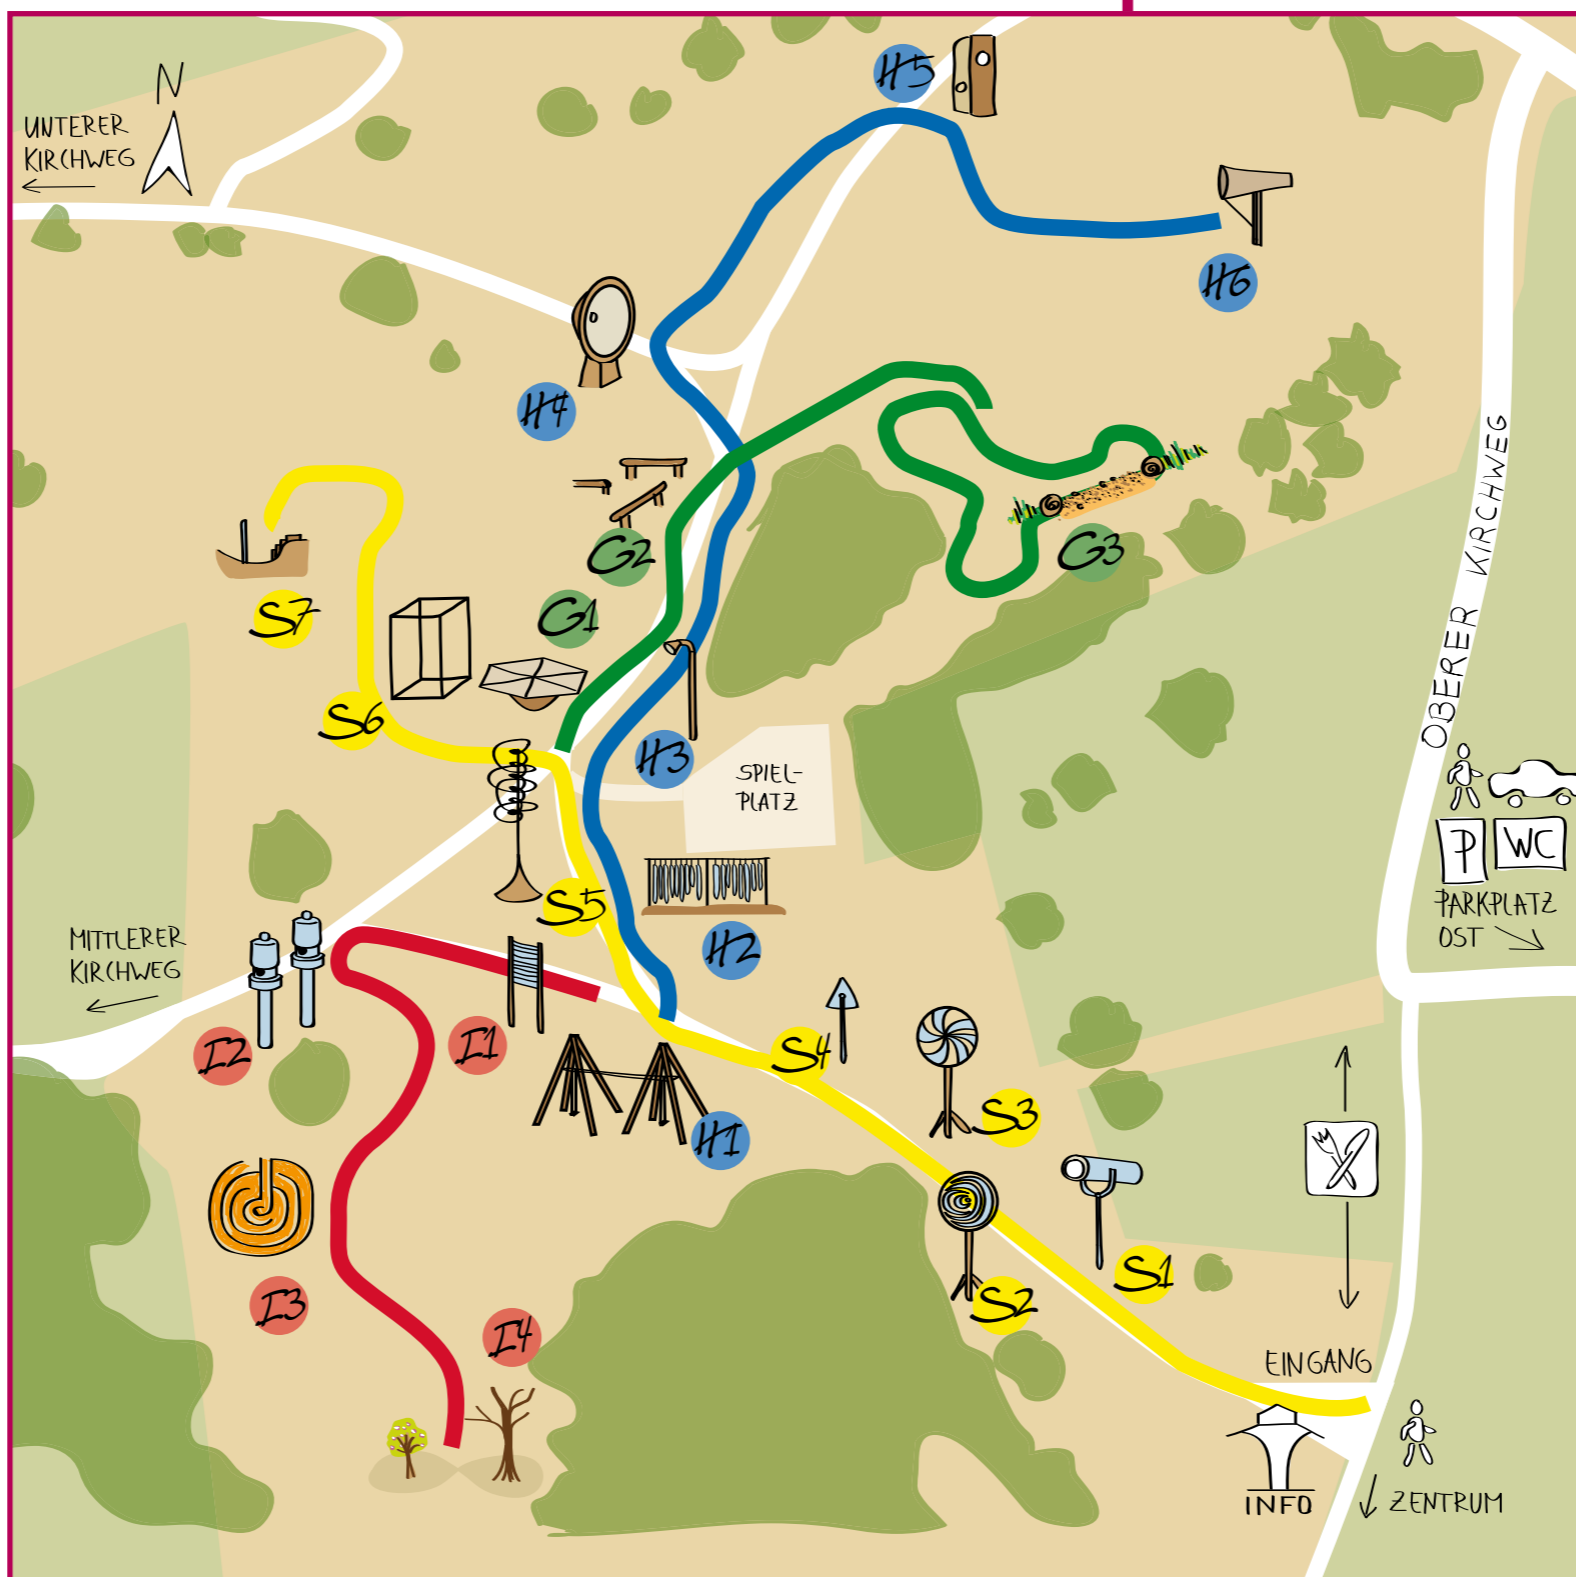 N
UNTERER
KIRCHWEG
H5
H6
H4
G2
G3
G1
S7
S6
H3
SPIEL-
PLATZ
OBERER KIRCHWEG
P
WC
PARKPLATZ
OST
S5
H2
MITTLERER
KIRCHWEG
I2
I1
S4
S3
H1
S1
S2
I3
I4
EINGANG
INFO
ZENTRUM